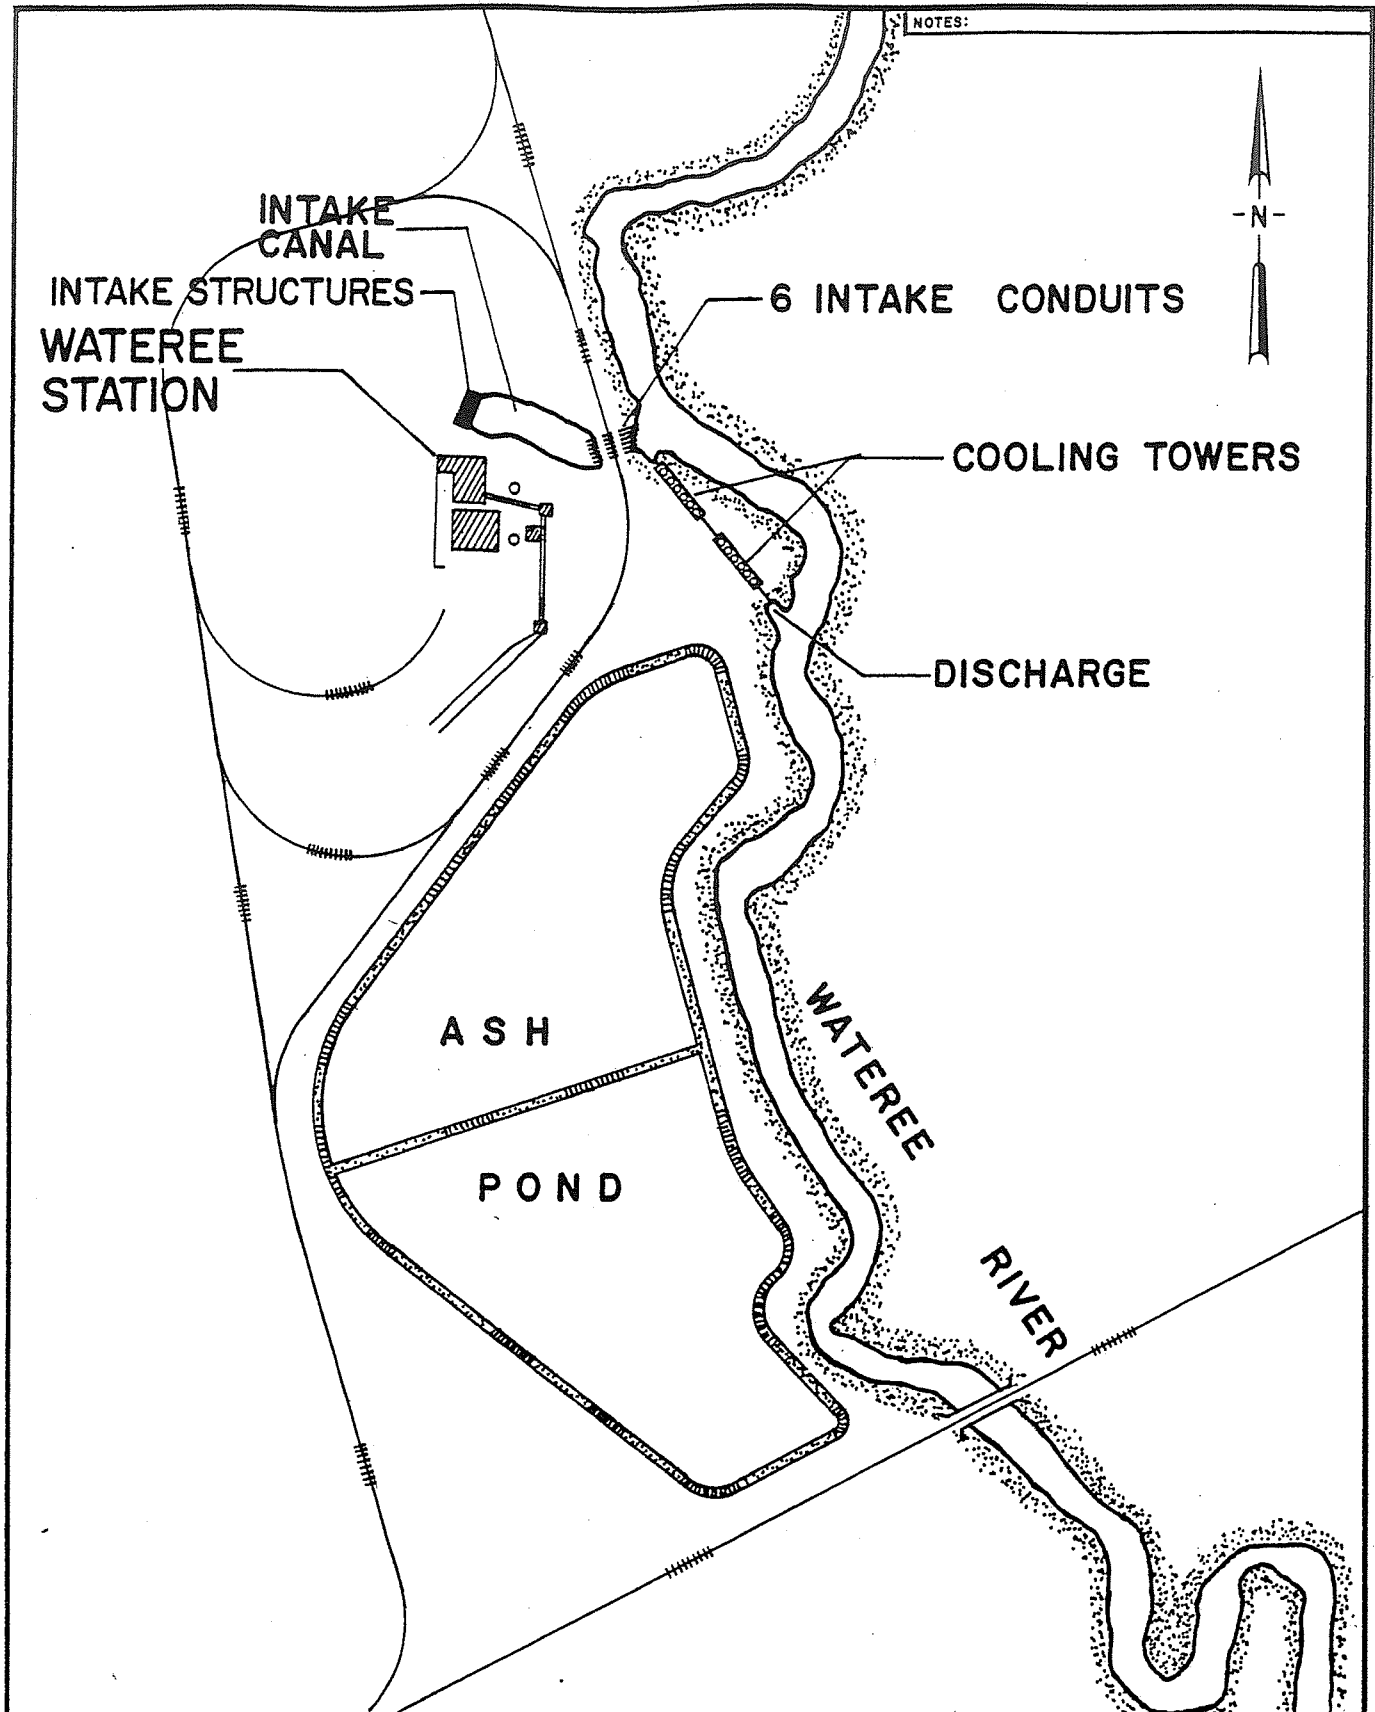 NOTES:
-N-
INTAKE
CANAL
INTAKE STRUCTURES
6 INTAKE CONDUITS
WATEREE
STATION
COOLING TOWERS
DISCHARGE
ASH
POND
WATEREE
RIVER